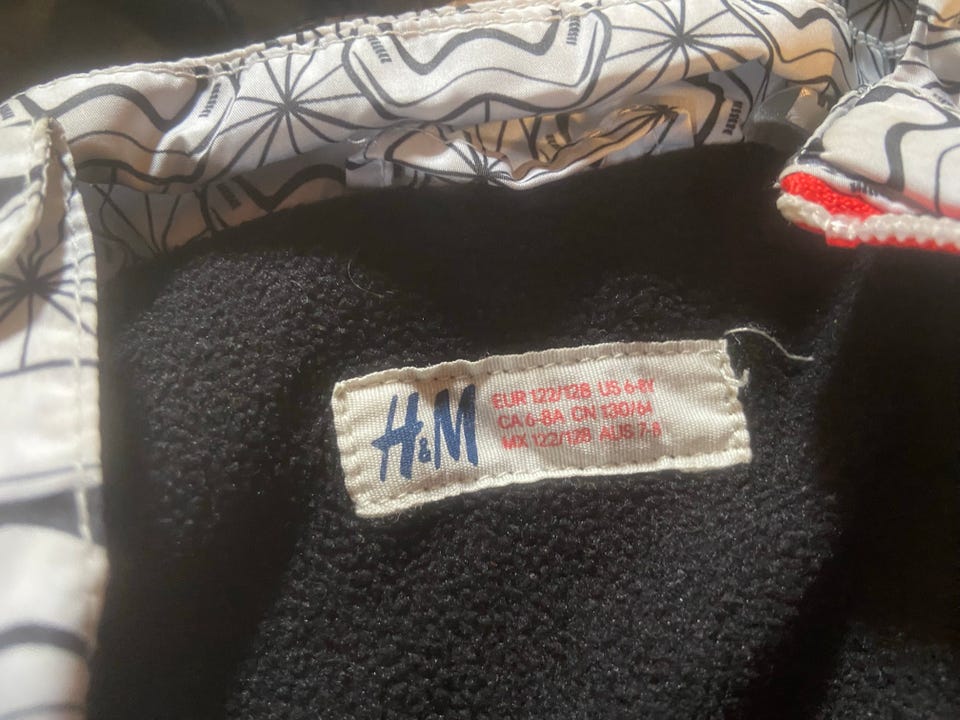 H&M
EUR 122/128 US 6-8Y
CA 6-8A CN 130/64
MX 122/128 AUS 7-8